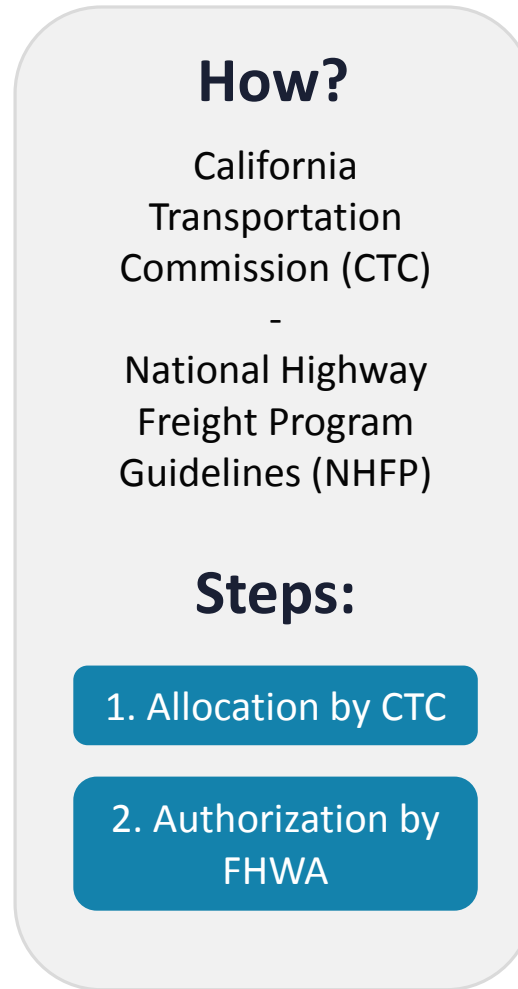 How?
California
Transportation
Commission (CTC)
-
National Highway
Freight Program
Guidelines (NHFP)
Steps:
1. Allocation by CTC
2. Authorization by
FHWA